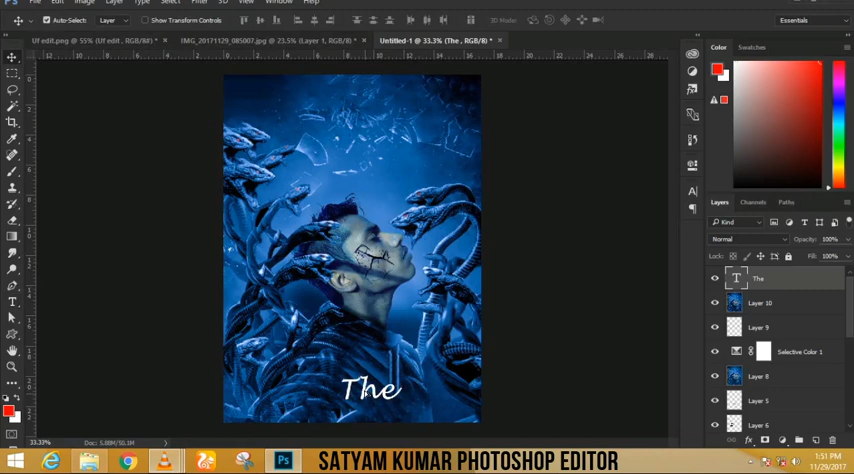 Ps File Edit Image Layer Type Select Filter 3D View Window Help
Auto-Select: Layer Show Transform Controls 3D Mode: Essentials
Uf edit.png @ 55% (Uf edit , RGB/8#) * × IMG_20171129_085007.jpg @ 23.5% (Layer 1, RGB/8) * × Untitled-1 @ 33.3% (The , RGB/8) * ×
Color Swatches
Layers Channels Paths
Kind
Normal Opacity: 100%
Lock: Fill: 100%
T The
Layer 10
Layer 9
Selective Color 1
Layer 8
Layer 5
Layer 6
The
33.33% Doc: 5.88M/50.1M
fx
Ps SATYAM KUMAR PHOTOSHOP EDITOR
1:51 PM
11/29/2017